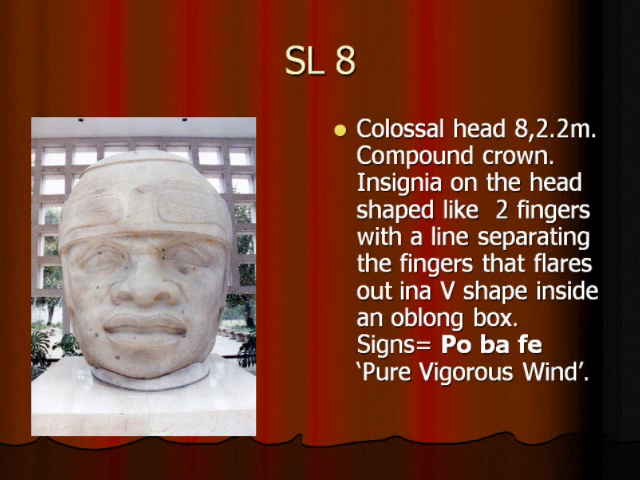 SL 8
Colossal head 8,2.2m.
Compound crown.
Insignia on the head
shaped like  2 fingers
with a line separating
the fingers that flares
out ina V shape inside
an oblong box.
Signs= Po ba fe
‘Pure Vigorous Wind’.